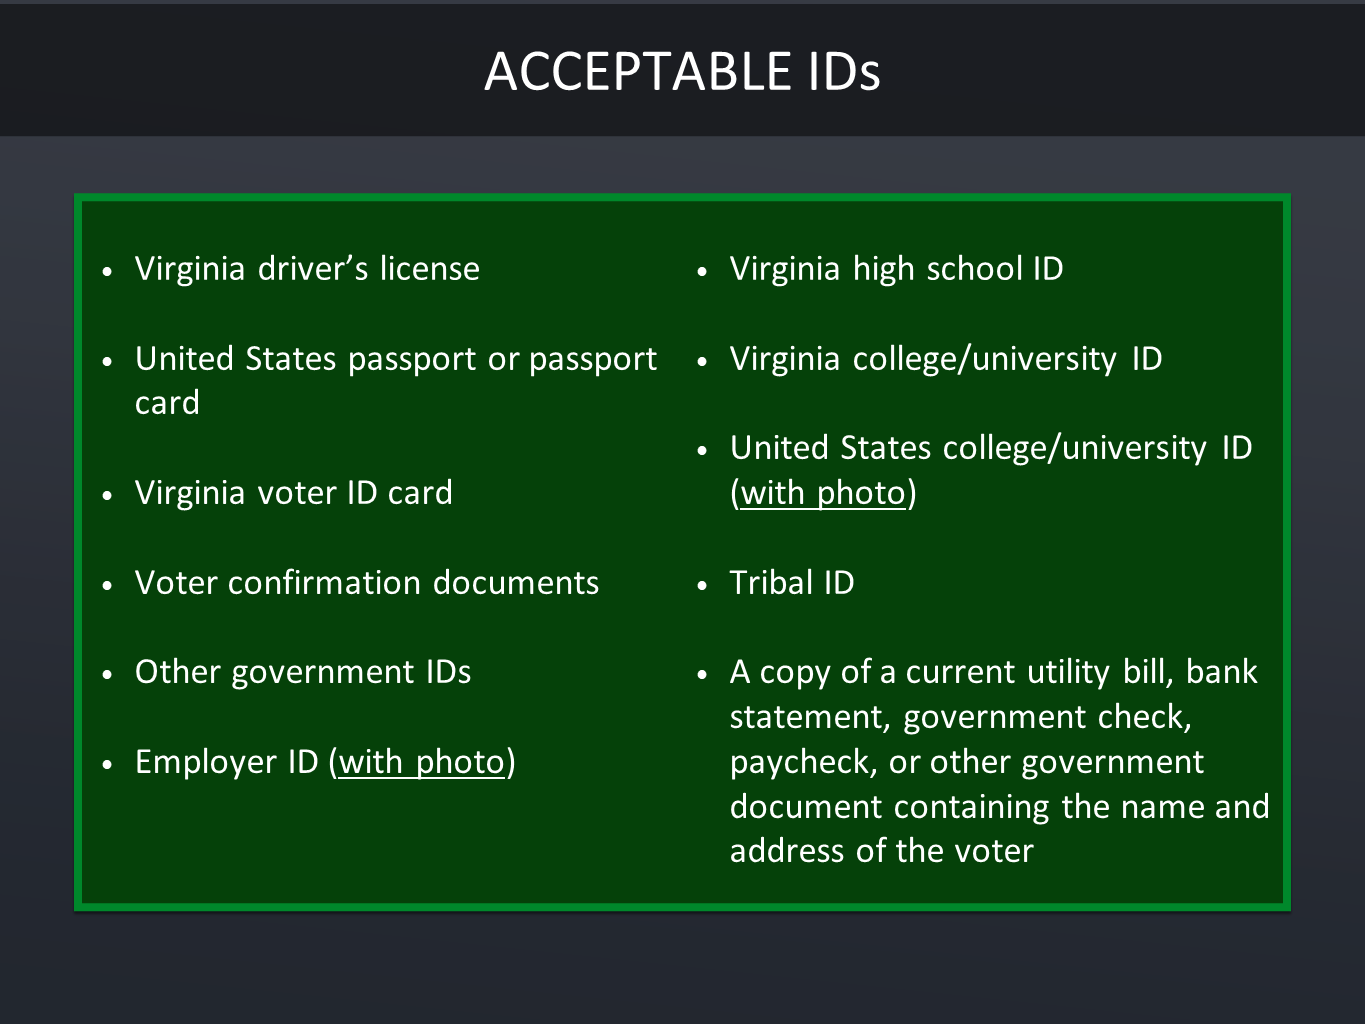 ACCEPTABLE IDs
• Virginia driver’s license
• United States passport or passport
card
• Virginia voter ID card
• Voter confirmation documents
• Other government IDs
• Employer ID (with photo)
• Virginia high school ID
• Virginia college/university ID
• United States college/university ID
(with photo)
• Tribal ID
• A copy of a current utility bill, bank
statement, government check,
paycheck, or other government
document containing the name and
address of the voter